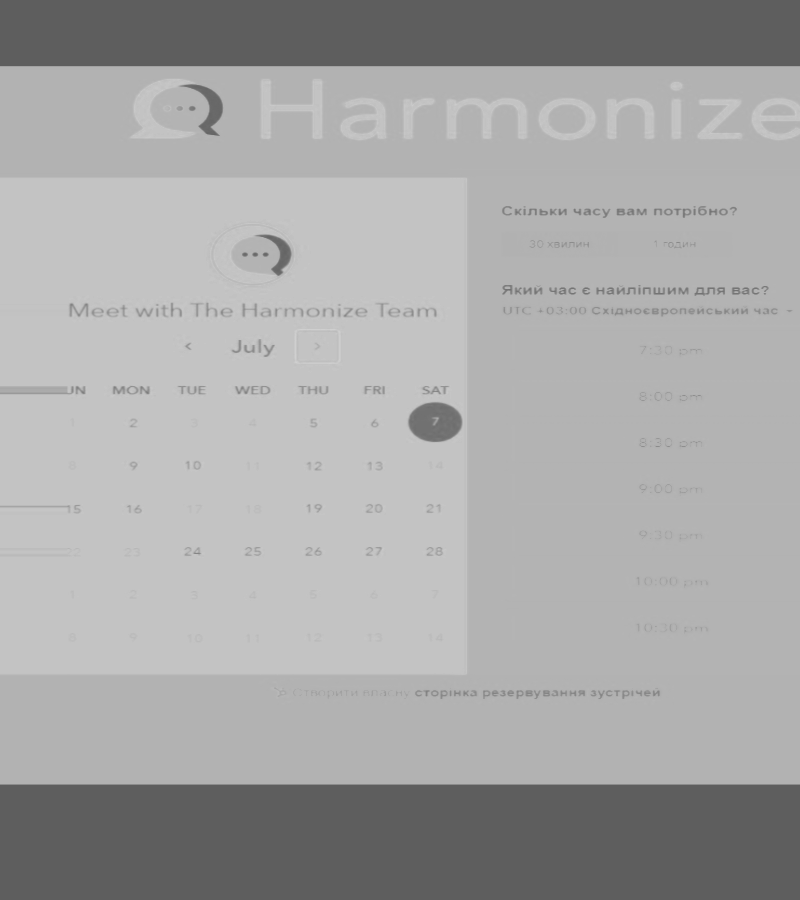 Harmonize
Meet with The Harmonize Team
July
UN MON TUE WED THU FRI SAT
1 2 3 4 5 6 7
8 9 10 11 12 13 14
15 16 17 18 19 20 21
22 23 24 25 26 27 28
1 2 3 4 5 6 7
8 9 10 11 12 13 14
Скільки часу вам потрібно?
30 хвилин 1 годин
Який час є найліпшим для вас?
UTC +03:00 Східноєвропейський час
7:30 pm
8:00 pm
8:30 pm
9:00 pm
9:30 pm
10:00 pm
10:30 pm
Створити власну сторінка резервування зустрічей